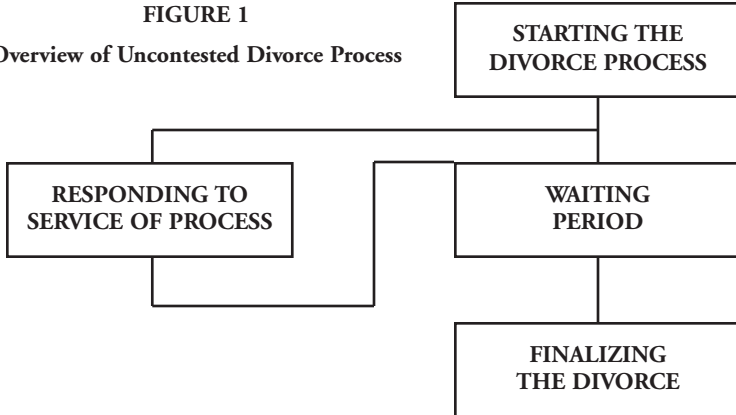 FIGURE 1
Overview of Uncontested Divorce Process
STARTING THE
DIVORCE PROCESS
RESPONDING TO
SERVICE OF PROCESS
WAITING
PERIOD
FINALIZING
THE DIVORCE